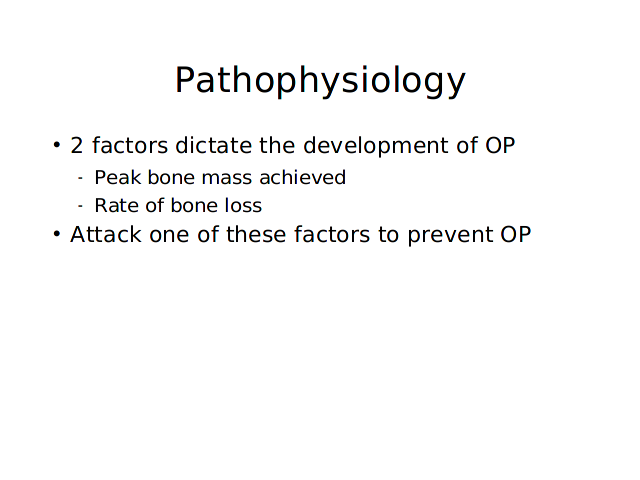 Pathophysiology
• 2 factors dictate the development of OP
- Peak bone mass achieved
- Rate of bone loss
• Attack one of these factors to prevent OP